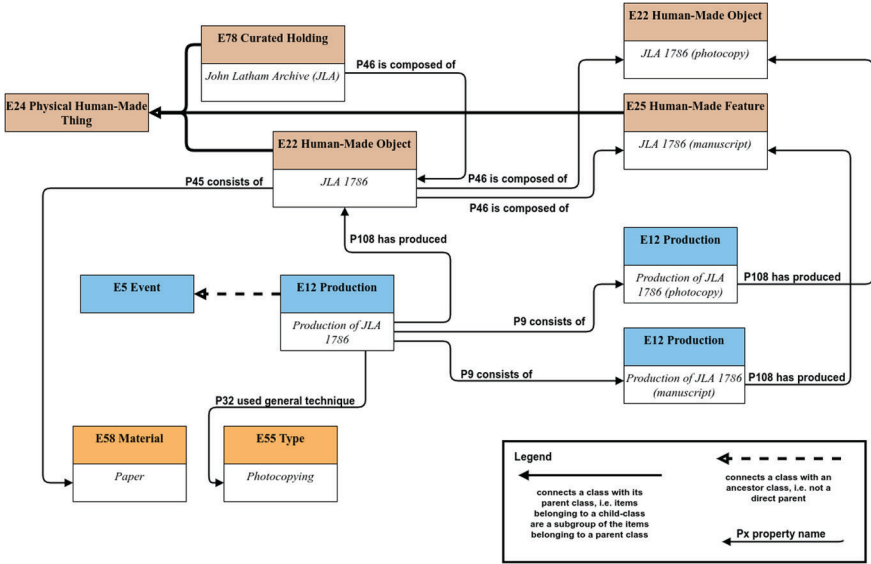 E78 Curated Holding
John Latham Archive (JLA)
P46 is composed of
E22 Human-Made Object
JLA 1786 (photocopy)
E24 Physical Human-Made
Thing
E25 Human-Made Feature
JLA 1786 (manuscript)
E22 Human-Made Object
JLA 1786
P45 consists of
P46 is composed of
P46 is composed of
P108 has produced
E12 Production
Production of JLA
1786 (photocopy)
P108 has produced
E5 Event
E12 Production
Production of JLA
1786
P9 consists of
E12 Production
Production of JLA 1786
(manuscript)
P108 has produced
P9 consists of
P32 used general technique
E58 Material
Paper
E55 Type
Photocopying
Legend
connects a class with its
parent class, i.e. items
belonging to a child-class
are a subgroup of the items
belonging to a parent class
connects a class with an
ancestor class, i.e. not a
direct parent
Px property name